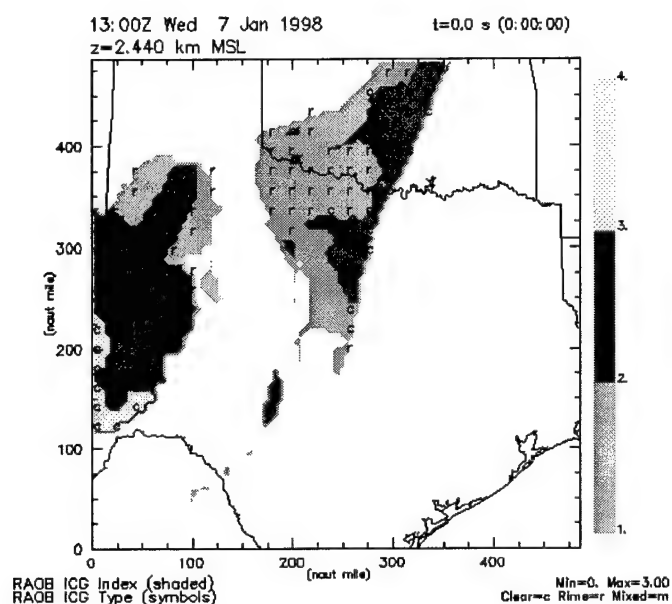 13:00Z Wed 7 Jan 1998 t=0.0 s (0:00:00)
z=2.440 km MSL
4.
3.
2.
1.
400
300
200
100
0
(naut mile)
0 100 200 300 400
(naut mile)
r r
c
r
r r c
r r r r r r
r r r r r r
r r r r r r
r r r c r r
RAOB ICG Index (shaded) Min=0. Max=3.00
RAOB ICG Type (symbols) Clear=c Rime=r Mixed=m